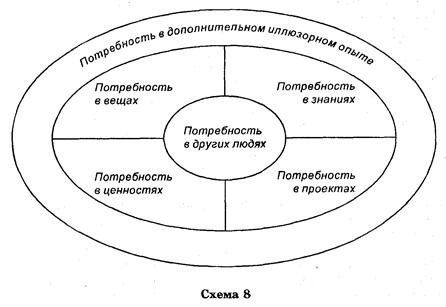 Потребность в дополнительном иллюзорном опыте
Потребность
в вещах
Потребность
в знаниях
Потребность
в других людях
Потребность
в ценностях
Потребность
в проектах
Схема 8